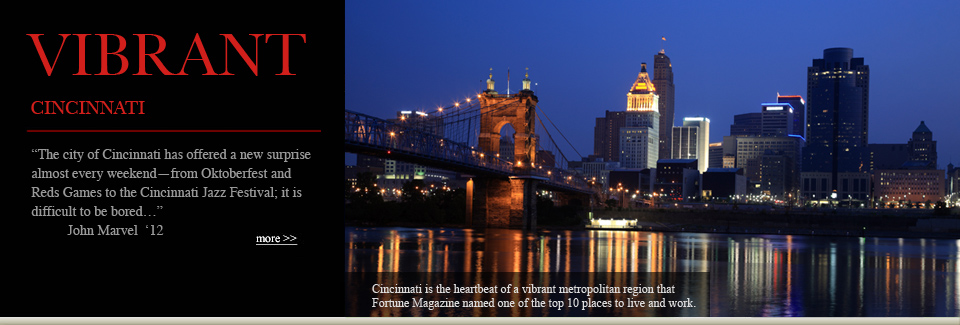 VIBRANT
CINCINNATI
“The city of Cincinnati has offered a new surprise
almost every weekend—from Oktoberfest and
Reds Games to the Cincinnati Jazz Festival; it is
difficult to be bored…”
John Marvel ‘12
more >>
Cincinnati is the heartbeat of a vibrant metropolitan region that
Fortune Magazine named one of the top 10 places to live and work.